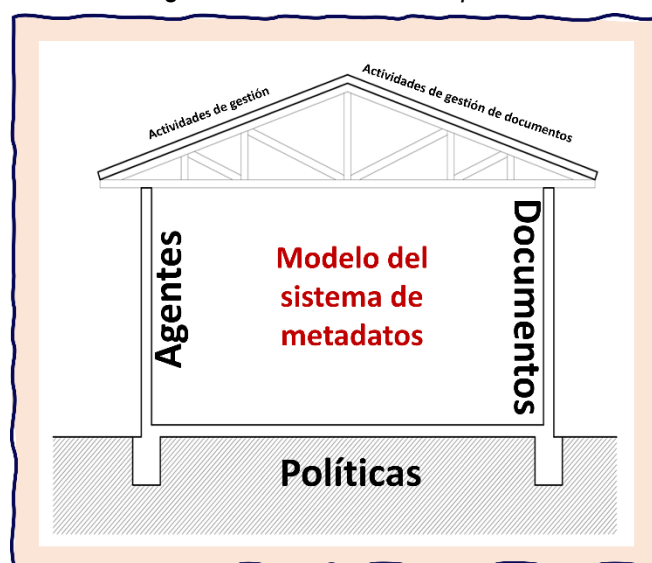 Actividades de gestión
Actividades de gestión de documentos
Agentes
Modelo del
sistema de
metadatos
Documentos
Políticas